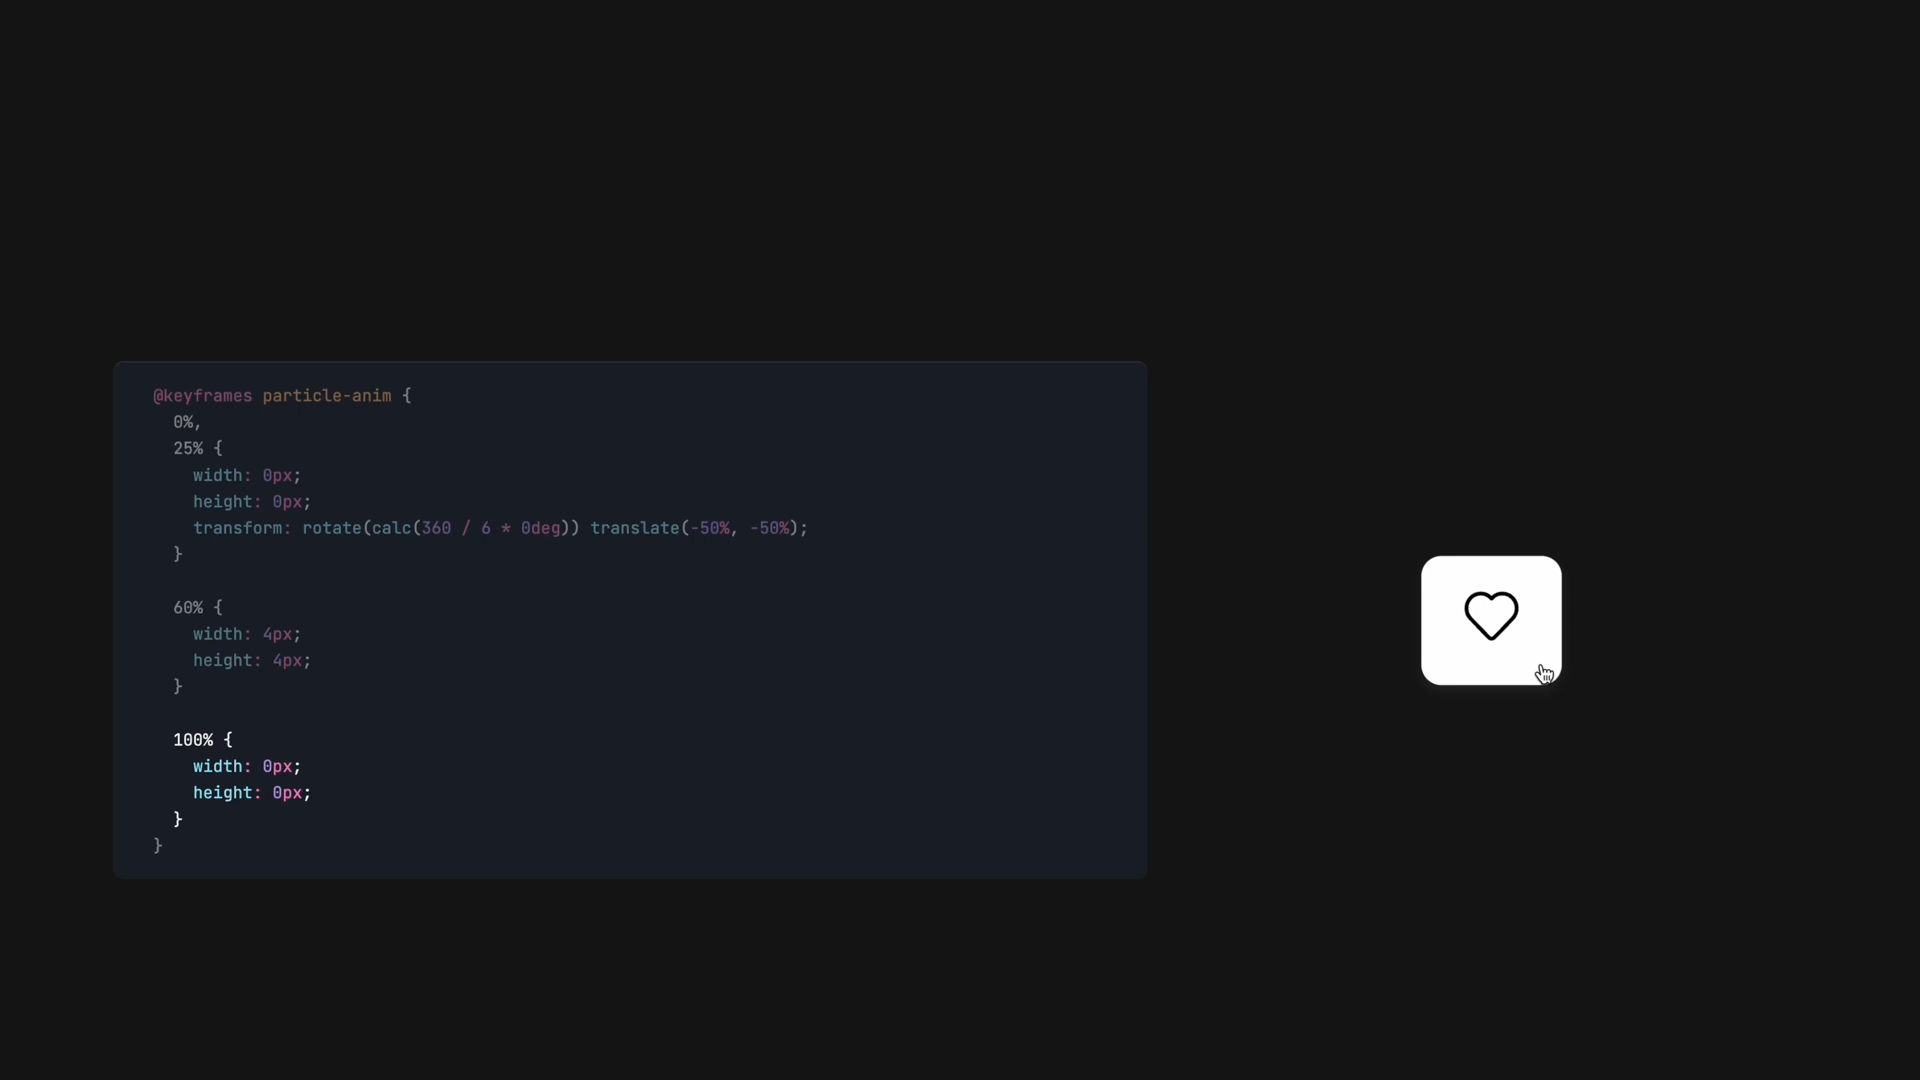 @keyframes particle-anim {
0%,
25% {
width: 0px;
height: 0px;
transform: rotate(calc(360 / 6 * 0deg)) translate(-50%, -50%);
}
60% {
width: 4px;
height: 4px;
}
100% {
width: 0px;
height: 0px;
}
}